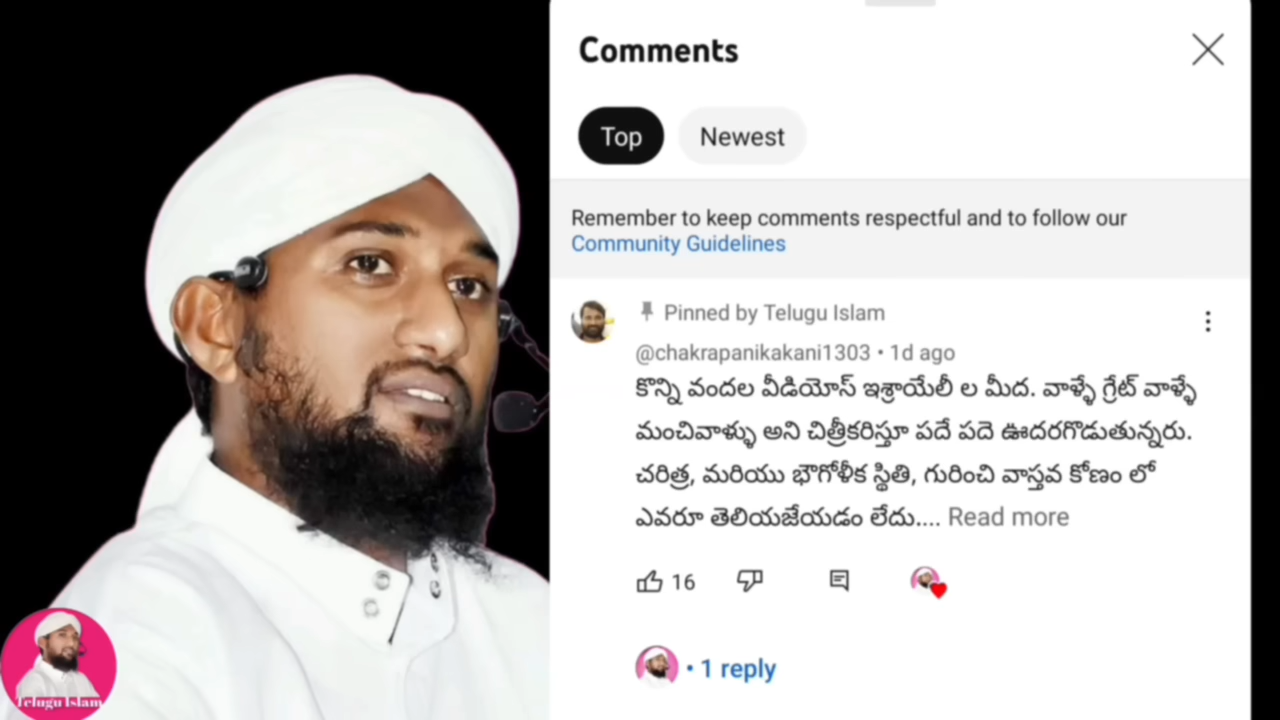 Comments
Top
Newest
Remember to keep comments respectful and to follow our
Community Guidelines
Pinned by Telugu Islam
@chakrapanikakani1303 • 1d ago
కొన్ని వందల వీడియోస్ ఇశ్రాయేలీ ల మీద. వాళ్ళే గ్రేట్ వాళ్ళే
మంచివాళ్ళు అని చిత్రీకరిస్తూ పదే పదె ఊదరగొడుతున్నరు.
చరిత్ర, మరియు భౌగోళీక స్థితి, గురించి వాస్తవ కోణం లో
ఎవరూ తెలియజేయడం లేదు.... Read more
16
• 1 reply
Telugu Islam